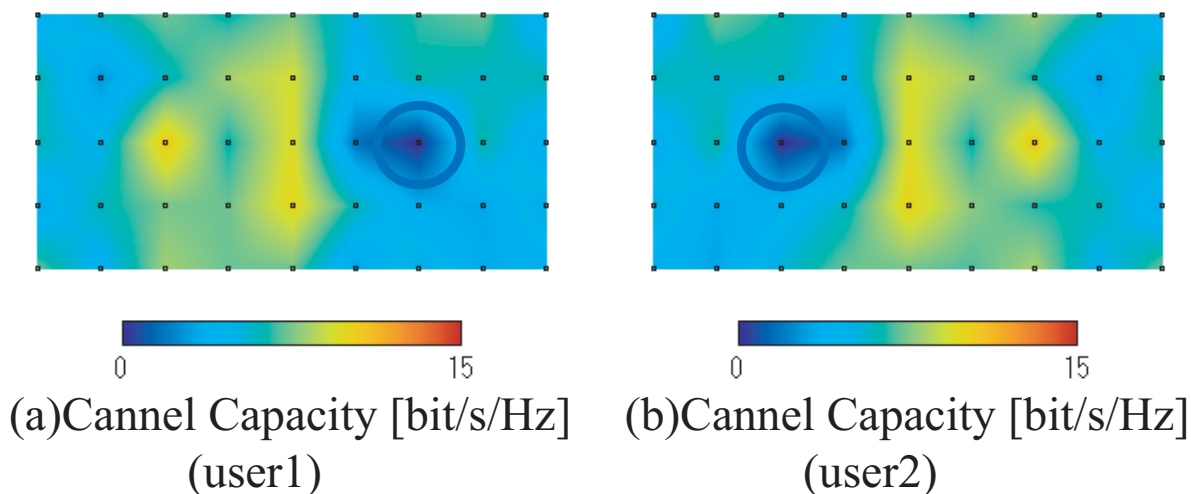 0 15 0 15
(a)Cannel Capacity [bit/s/Hz] (b)Cannel Capacity [bit/s/Hz]
(user1) (user2)